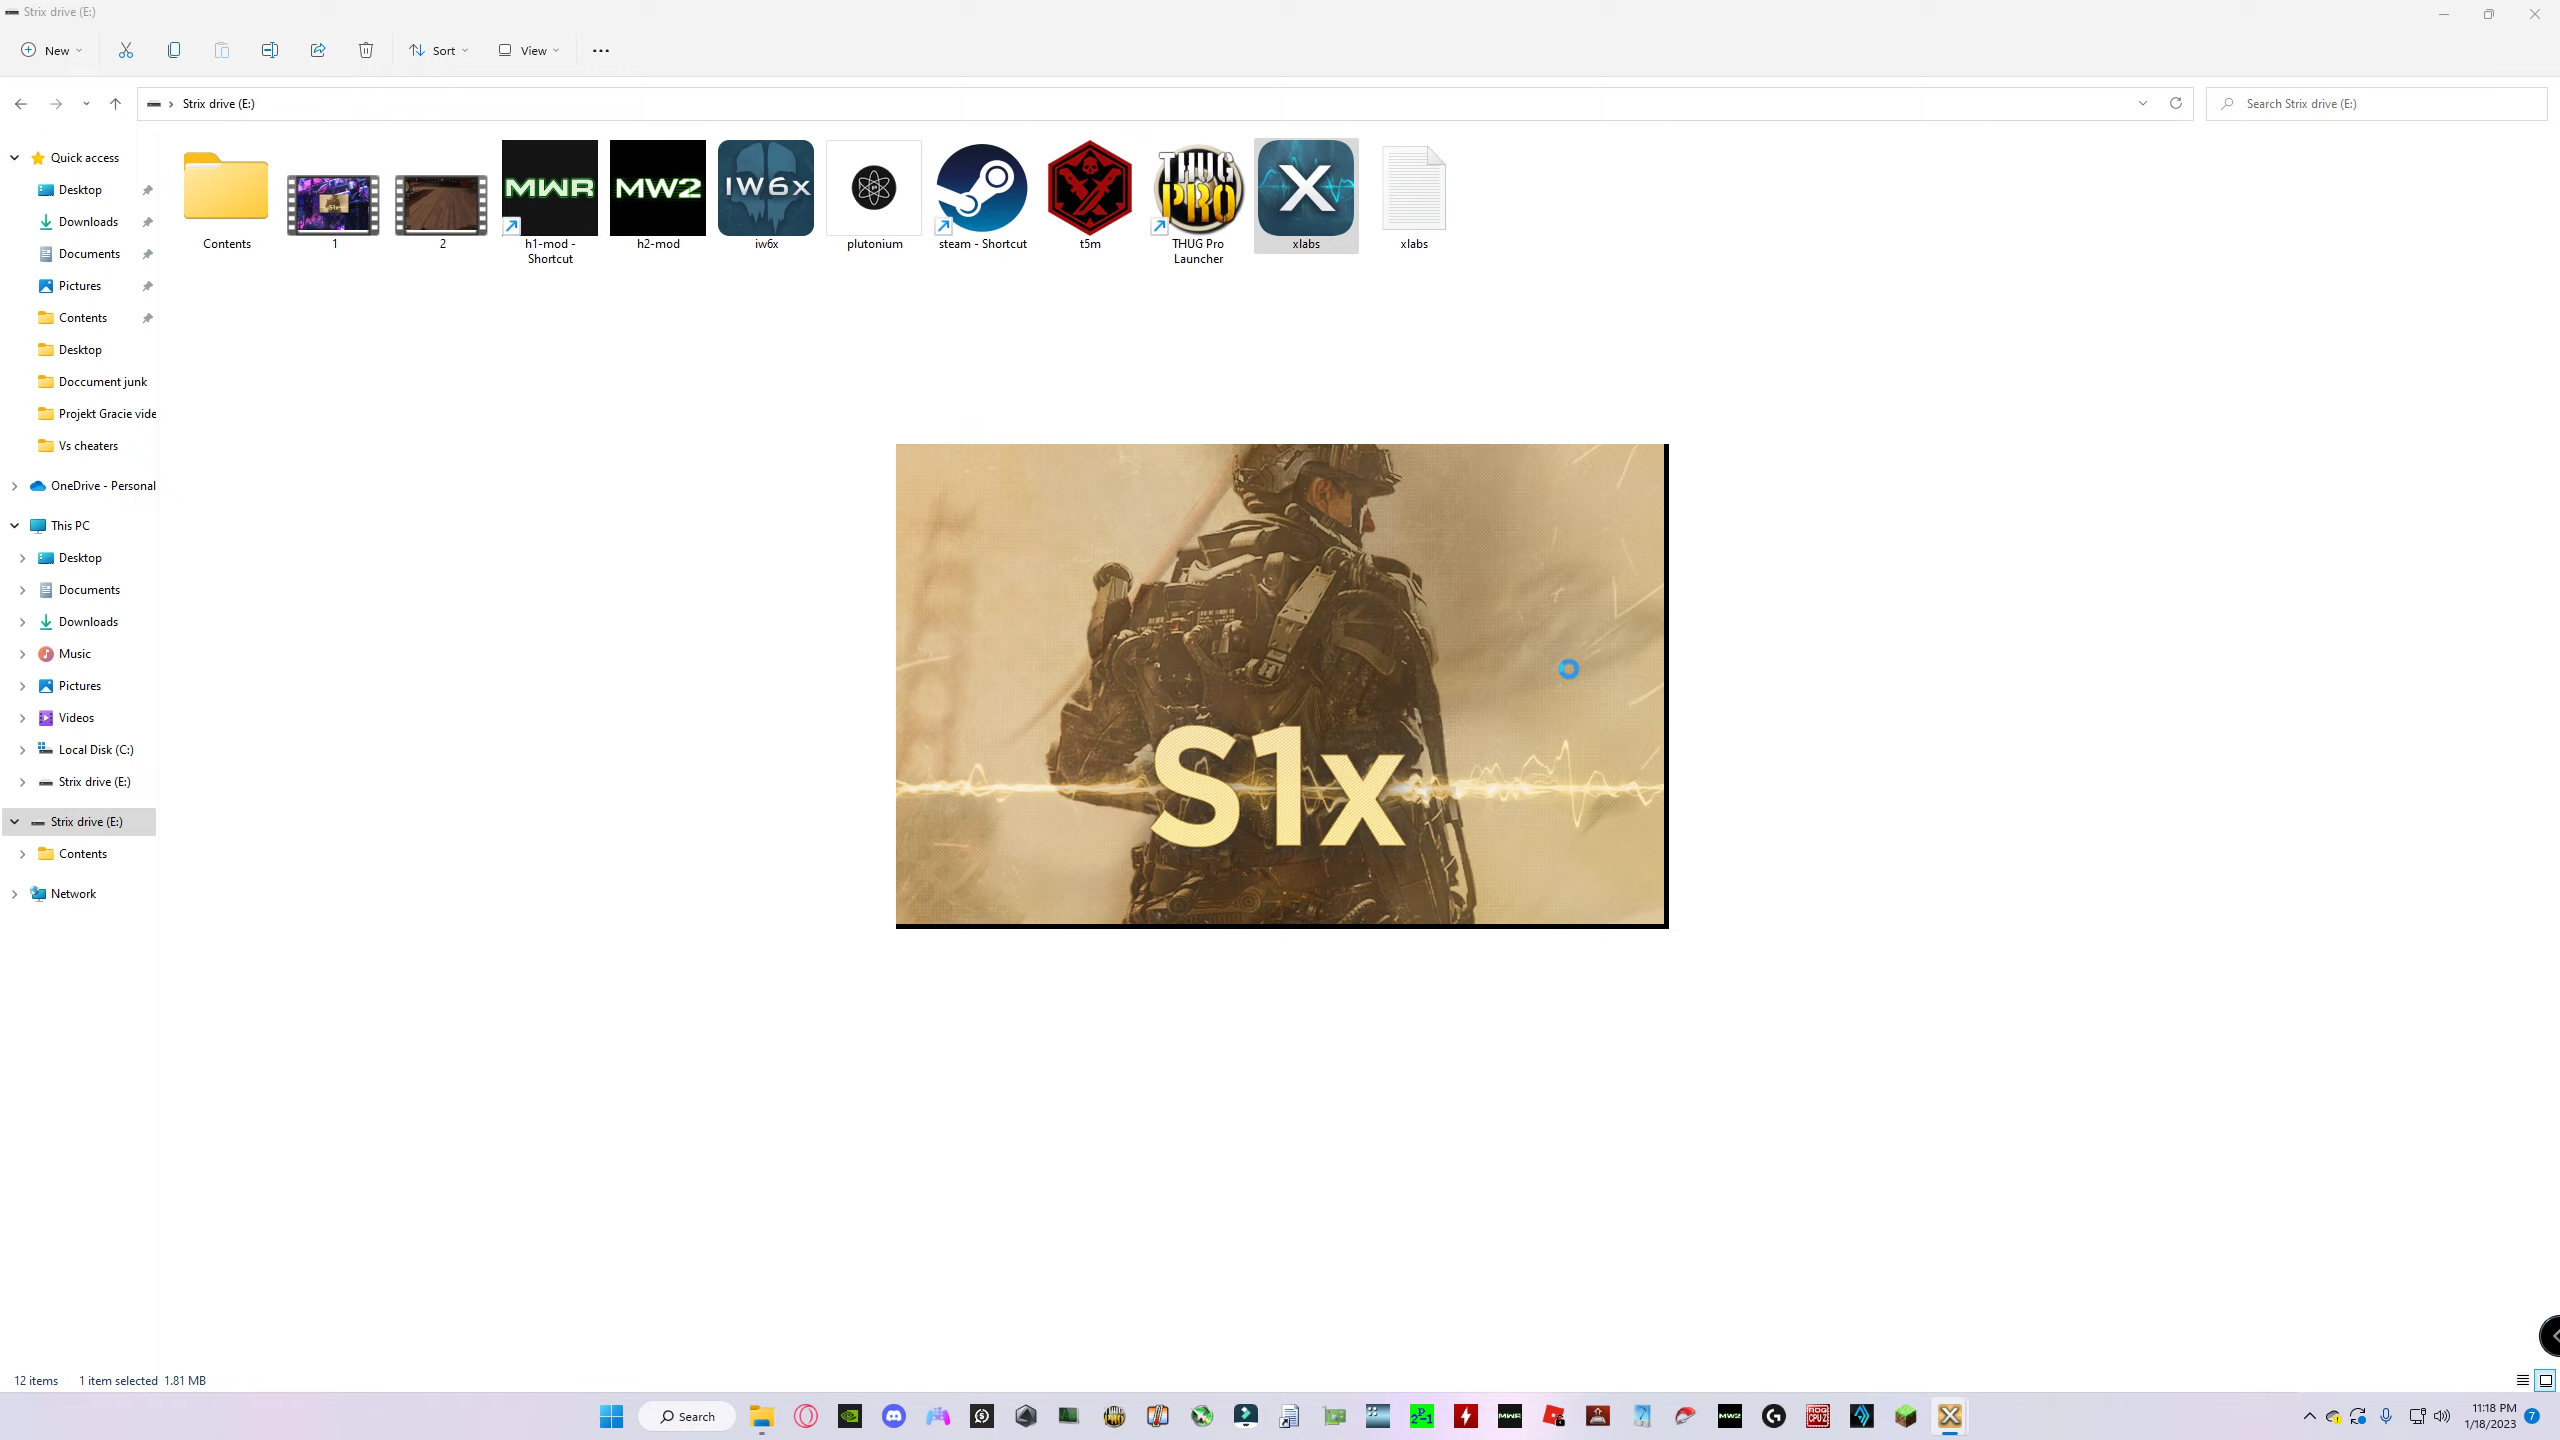 Strix drive (E:)
New
Sort
View
Strix drive (E:)
Search Strix drive (E:)
Quick access
Desktop
Downloads
Documents
Pictures
Contents
Desktop
Doccument junk
Projekt Gracie vide
Vs cheaters
OneDrive - Personal
This PC
Desktop
Documents
Downloads
Music
Pictures
Videos
Local Disk (C:)
Strix drive (E:)
Strix drive (E:)
Contents
Network
MWR
MW2
IW6x
THUG
PRO
X
Contents
1
2
h1-mod -
Shortcut
h2-mod
iw6x
plutonium
steam - Shortcut
t5m
THUG Pro
Launcher
xlabs
xlabs
S1x
12 items
1 item selected 1.81 MB
Search
MWR
MW2
11:18 PM
1/18/2023
7